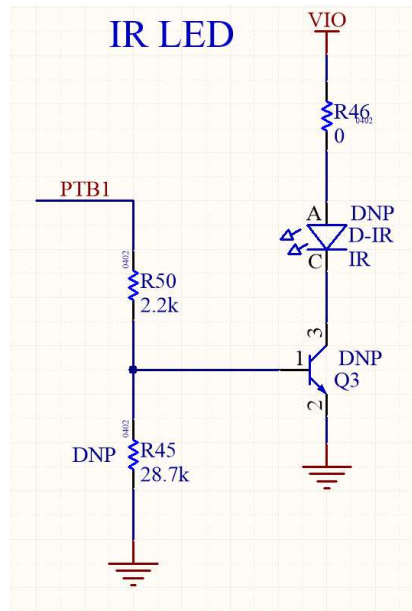 IR LED
VIO
R46
0402
0
PTB1
A
DNP
D-IR
C
IR
0402
R50
2.2k
3
1
DNP
Q3
2
0402
DNP
R45
28.7k